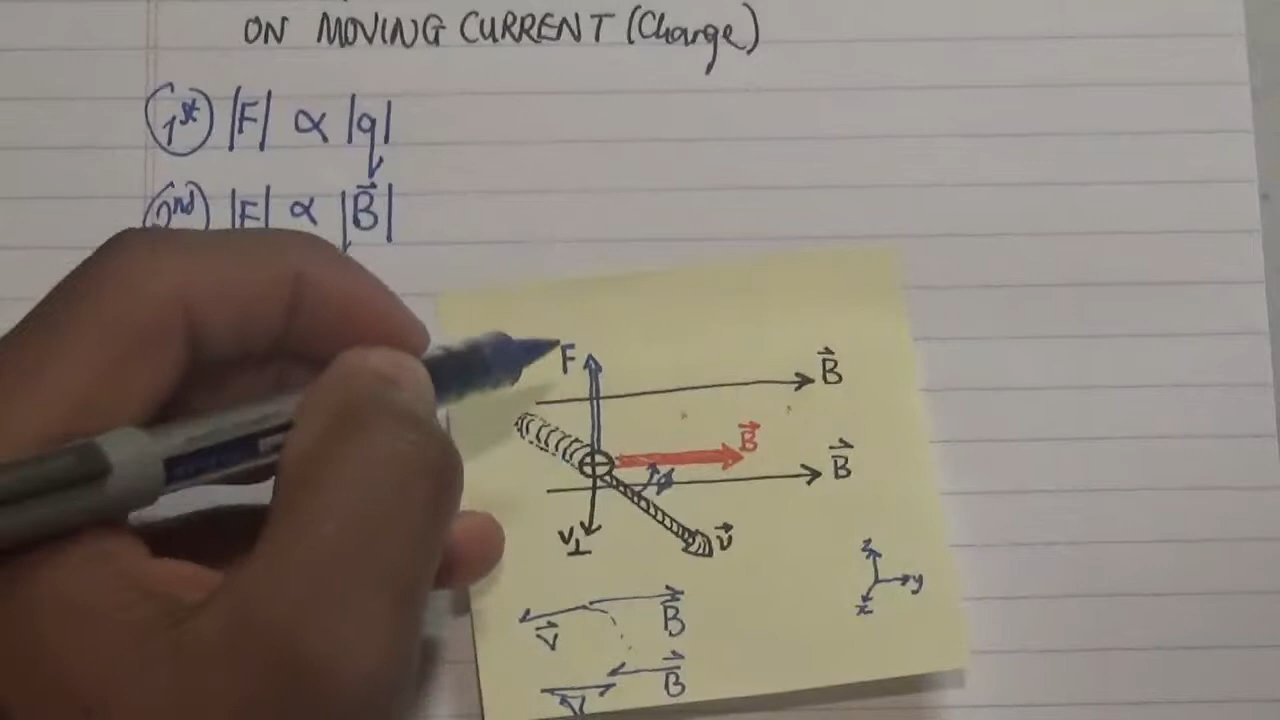 ON MOVING CURRENT (Charge)
1st |F| ∝ |q|
2nd |F| ∝ |B⃗|
F
B⃗
B⃗
B⃗
φ
V⊥
v⃗
z
y
x
V⃗
B⃗
B⃗
V⃗